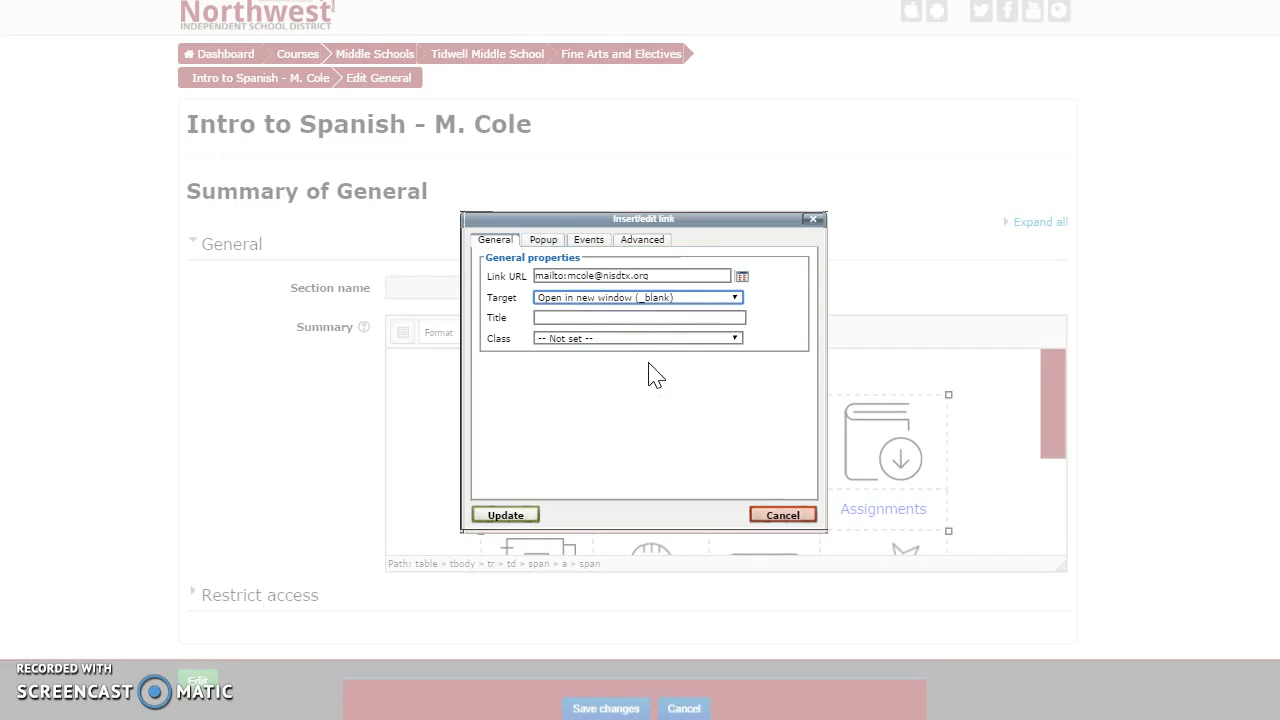 Northwest
INDEPENDENT SCHOOL DISTRICT
Dashboard Courses Middle Schools Tidwell Middle School Fine Arts and Electives
Intro to Spanish - M. Cole Edit General
Intro to Spanish - M. Cole
Summary of General
Expand all
General
Section name
Summary
Format
Insert/edit link
General Popup Events Advanced
General properties
Link URL mailto:mcole@nisdtx.org
Target Open in new window (_blank)
Title
Class -- Not set --
Update Cancel
Assignments
Path: table » tbody » tr » td » span » a » span
Restrict access
Edit
RECORDED WITH
SCREENCAST MATIC
Save changes Cancel